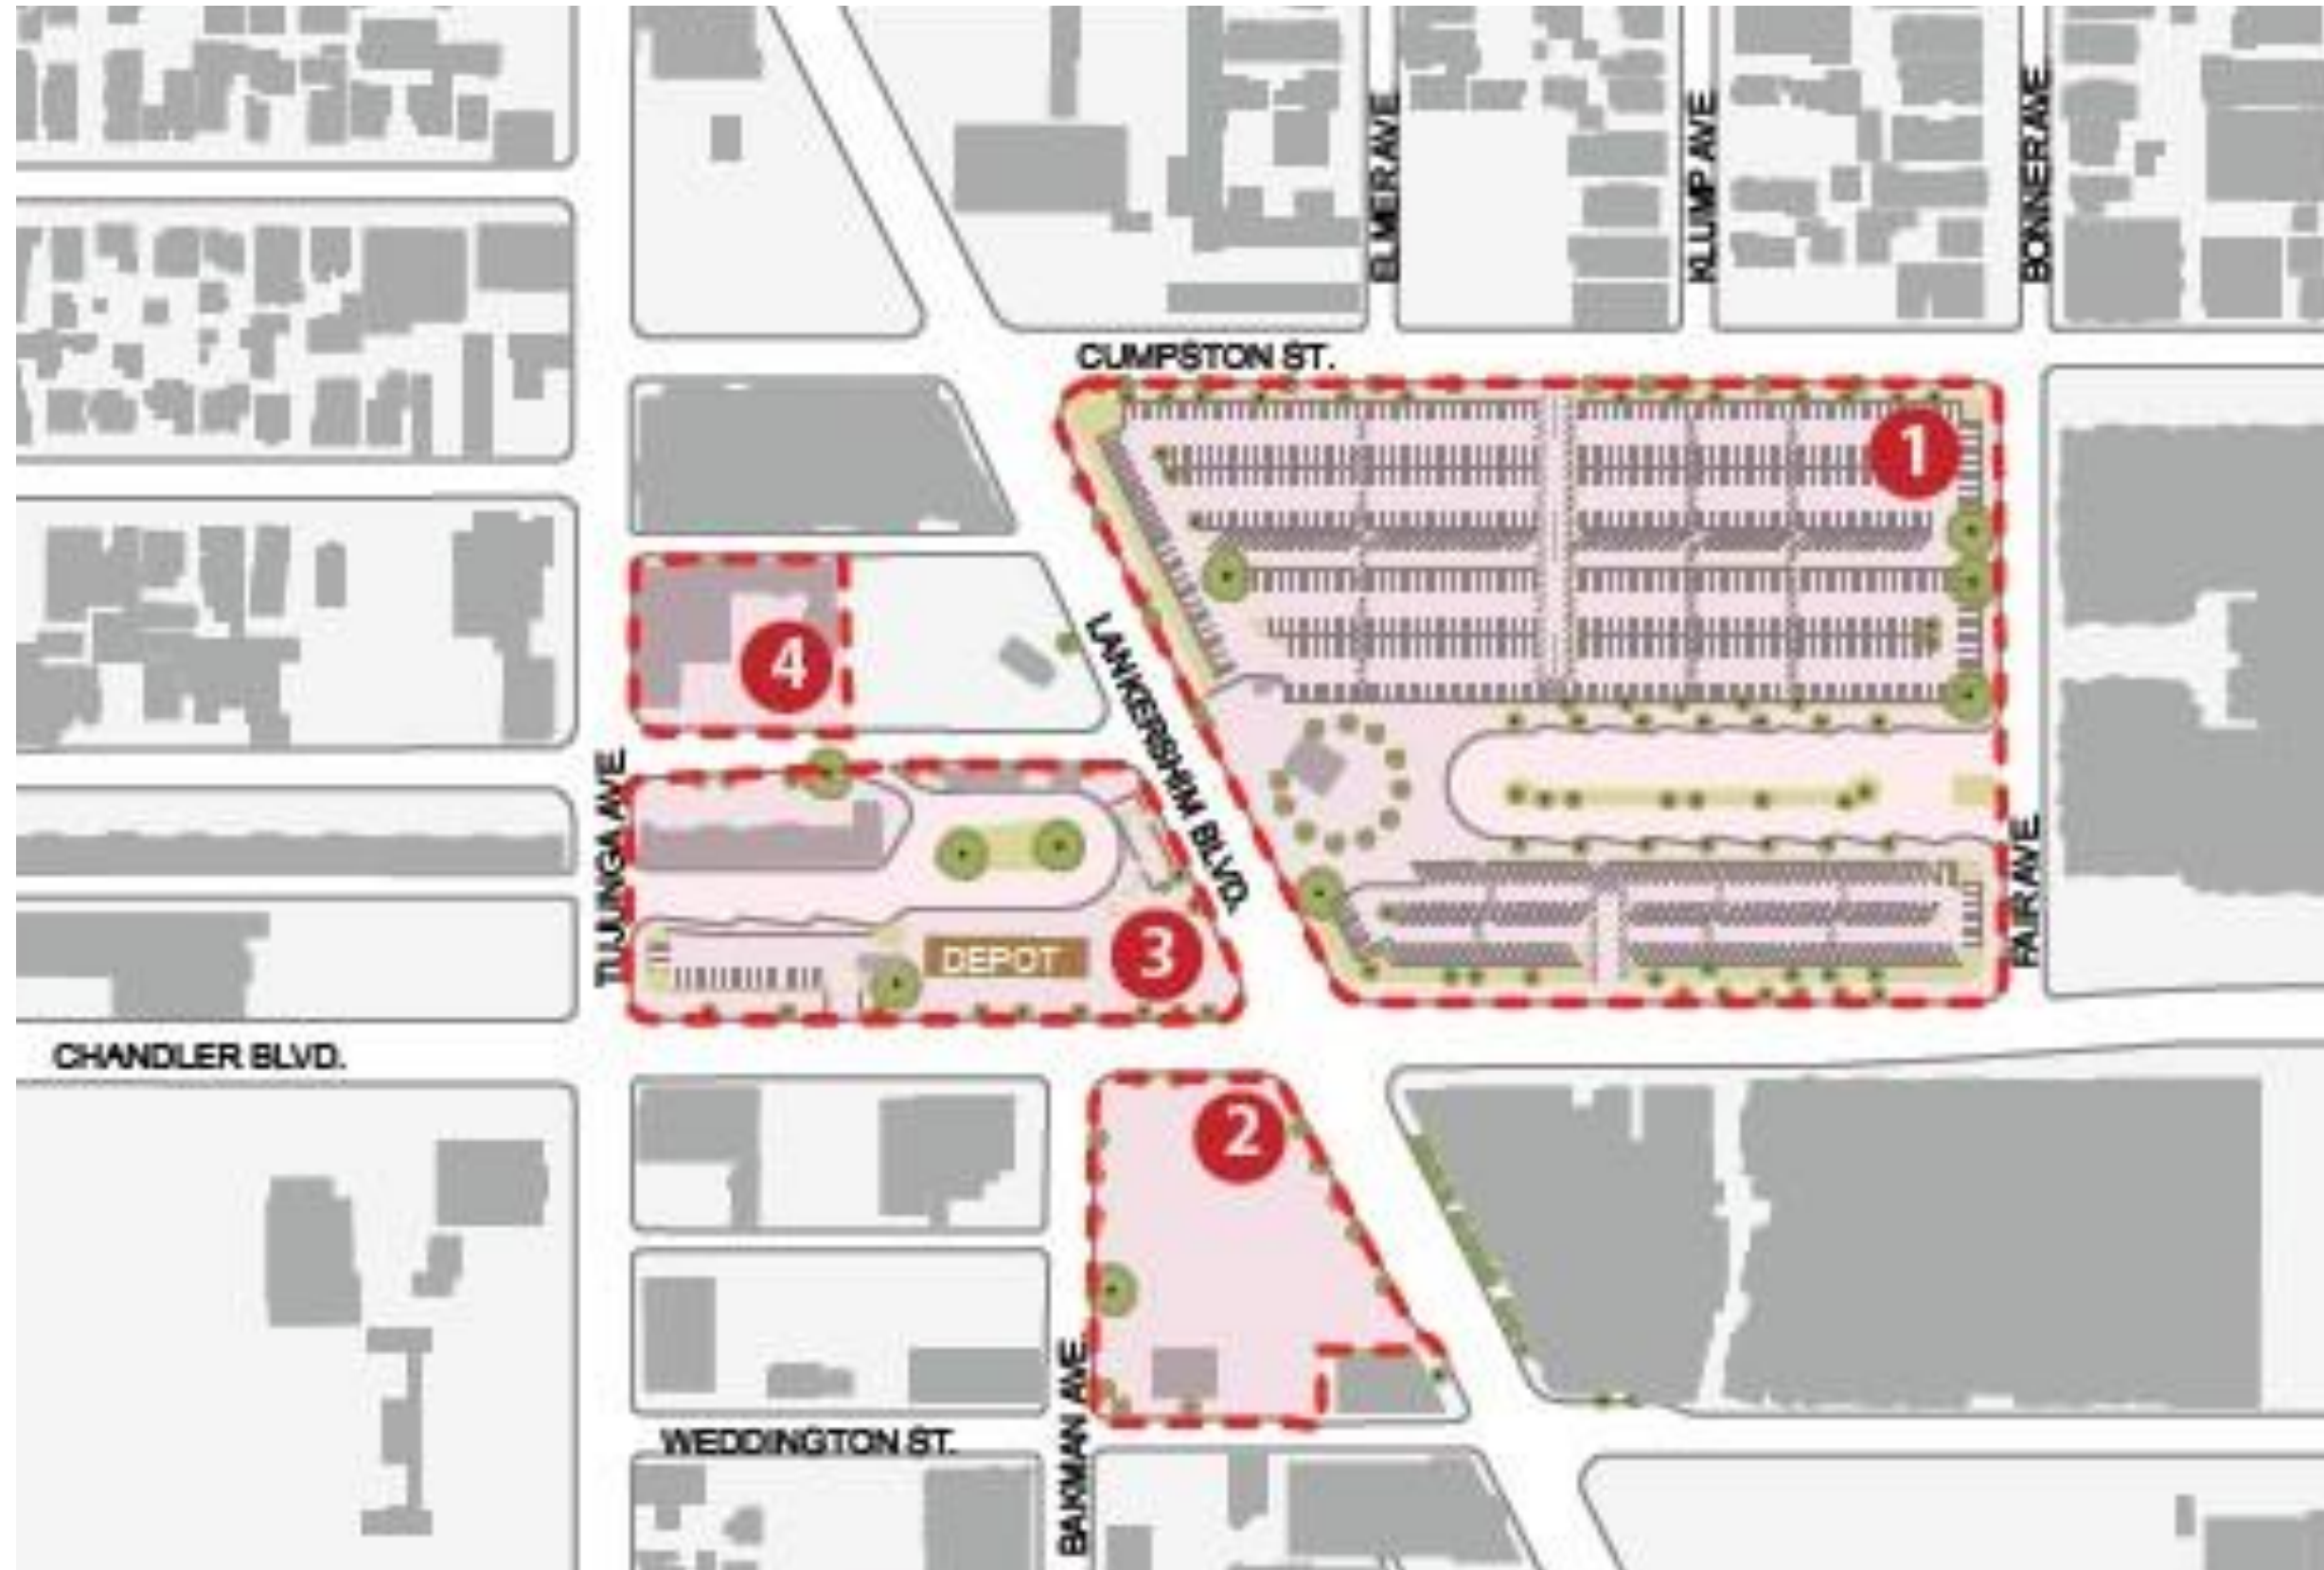 ELMER AVE
KLUMP AVE
BONNER AVE
CUMPSTON ST.
1
LANKERSHIM BLVD.
4
TUJUNGA AVE
FAIR AVE
DEPOT
3
CHANDLER BLVD.
2
WEDDINGTON ST.
BAKMAN AVE